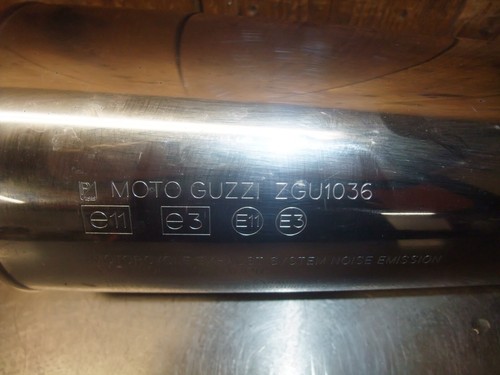 MOTO GUZZI ZGU1036
e11 e3 E11 E3
SYSTEM NOISE EMISSION